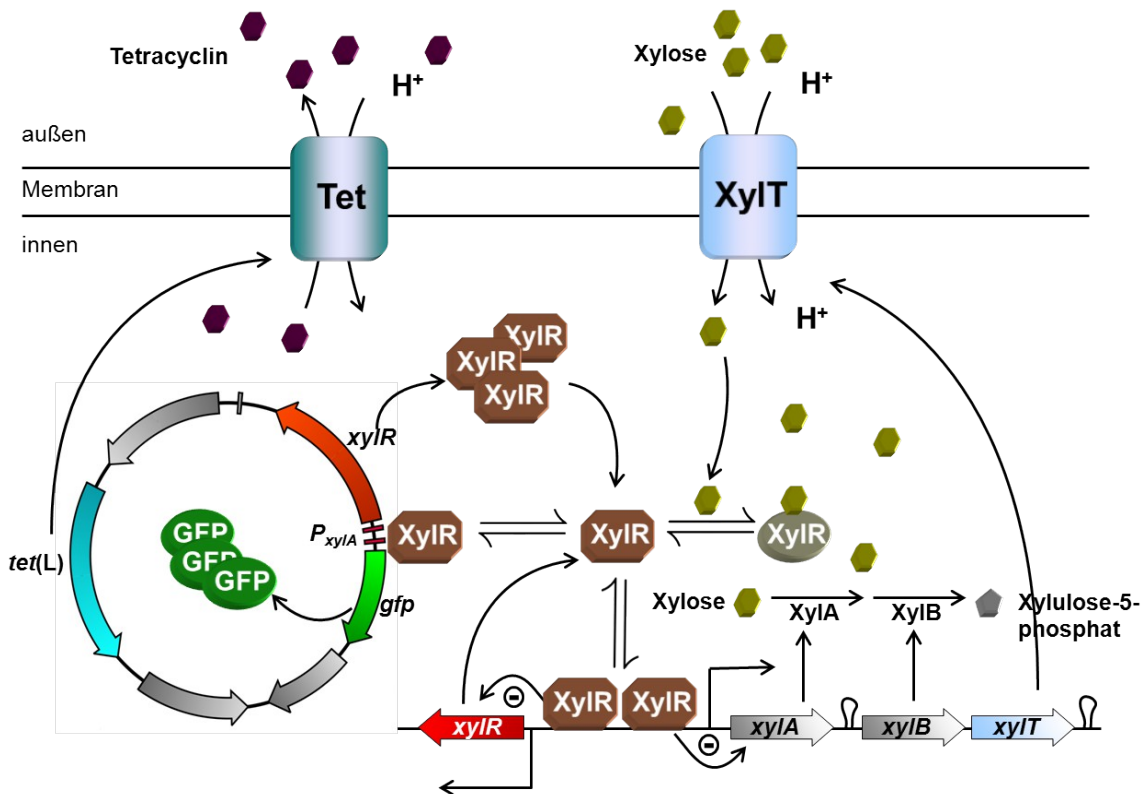 Tetracyclin
H+
Xylose
H+
außen
Membran
innen
Tet
XylT
H+
XylR
XylR
XylR
xylR
PxylA
XylR
XylR
XylR
GFP
GFP
GFP
tet(L)
gfp
Xylose
XylA
XylB
Xylulose-5-
phosphat
XylR
XylR
xylR
xylA
xylB
xylT